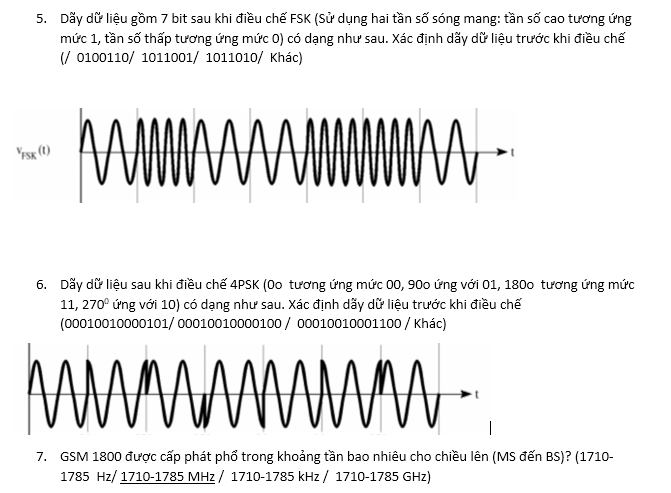 5. Dãy dữ liệu gồm 7 bit sau khi điều chế FSK (Sử dụng hai tần số sóng mang: tần số cao tương ứng
mức 1, tần số thấp tương ứng mức 0) có dạng như sau. Xác định dãy dữ liệu trước khi điều chế
(/ 0100110/ 1011001/ 1011010/ Khác)
vFSK (t)
t
6. Dãy dữ liệu sau khi điều chế 4PSK (0o tương ứng mức 00, 90o ứng với 01, 180o tương ứng mức
11, 270⁰ ứng với 10) có dạng như sau. Xác định dãy dữ liệu trước khi điều chế
(00010010000101/ 00010010000100 / 00010010001100 / Khác)
t
7. GSM 1800 được cấp phát phổ trong khoảng tần bao nhiêu cho chiều lên (MS đến BS)? (1710-
1785 Hz/ 1710-1785 MHz / 1710-1785 kHz / 1710-1785 GHz)